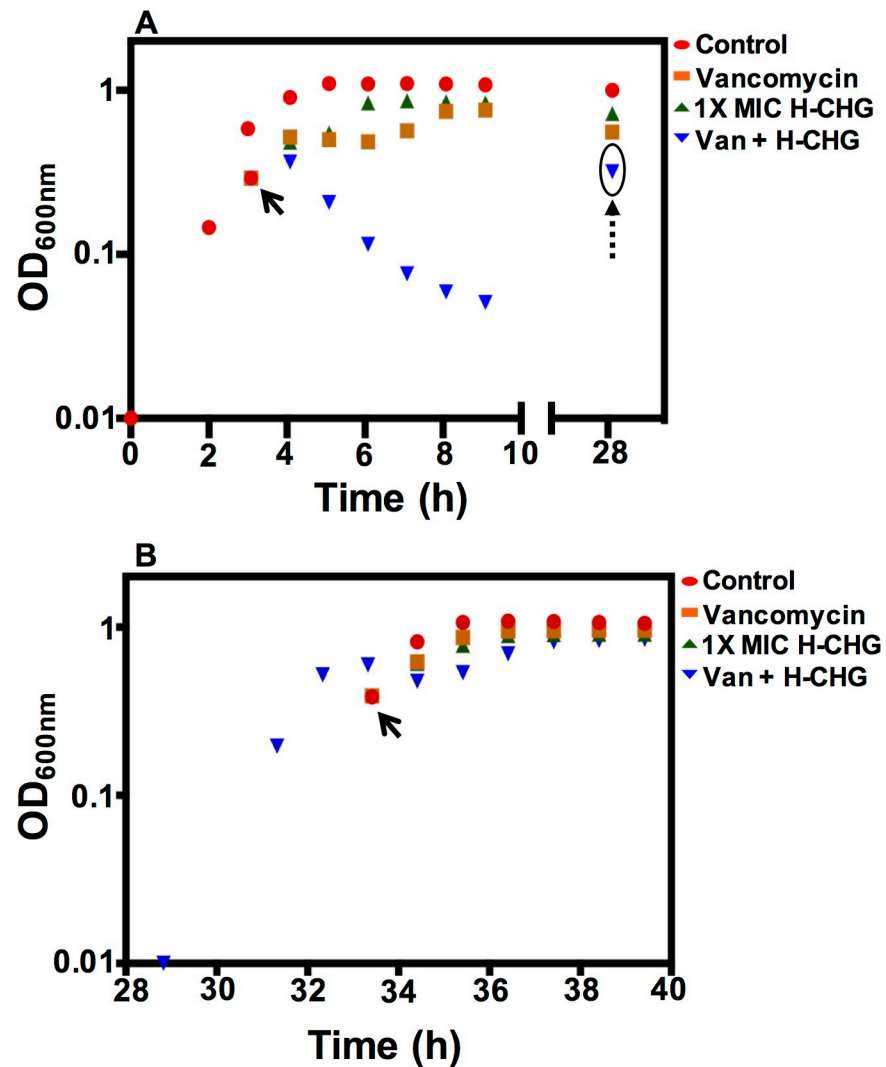 A
Control
Vancomycin
1X MIC H-CHG
Van + H-CHG
OD600nm
1
0.1
0.01
0 2 4 6 8 10 28
Time (h)
B
Control
Vancomycin
1X MIC H-CHG
Van + H-CHG
OD600nm
1
0.1
0.01
28 30 32 34 36 38 40
Time (h)